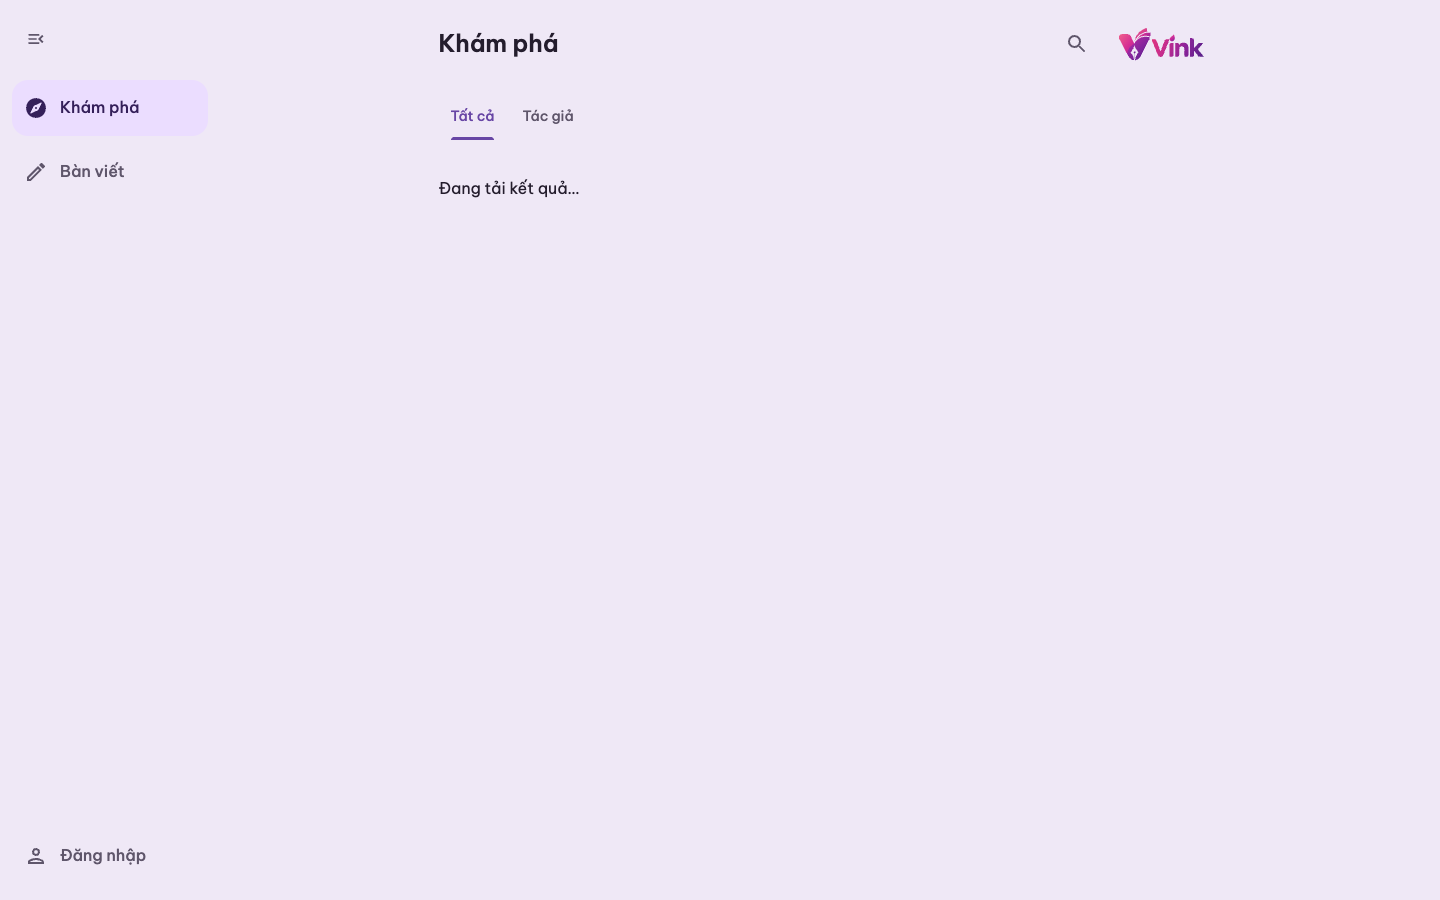 Khám phá
Vink
Khám phá
Bàn viết
Tất cả
Tác giả
Đang tải kết quả...
Đăng nhập